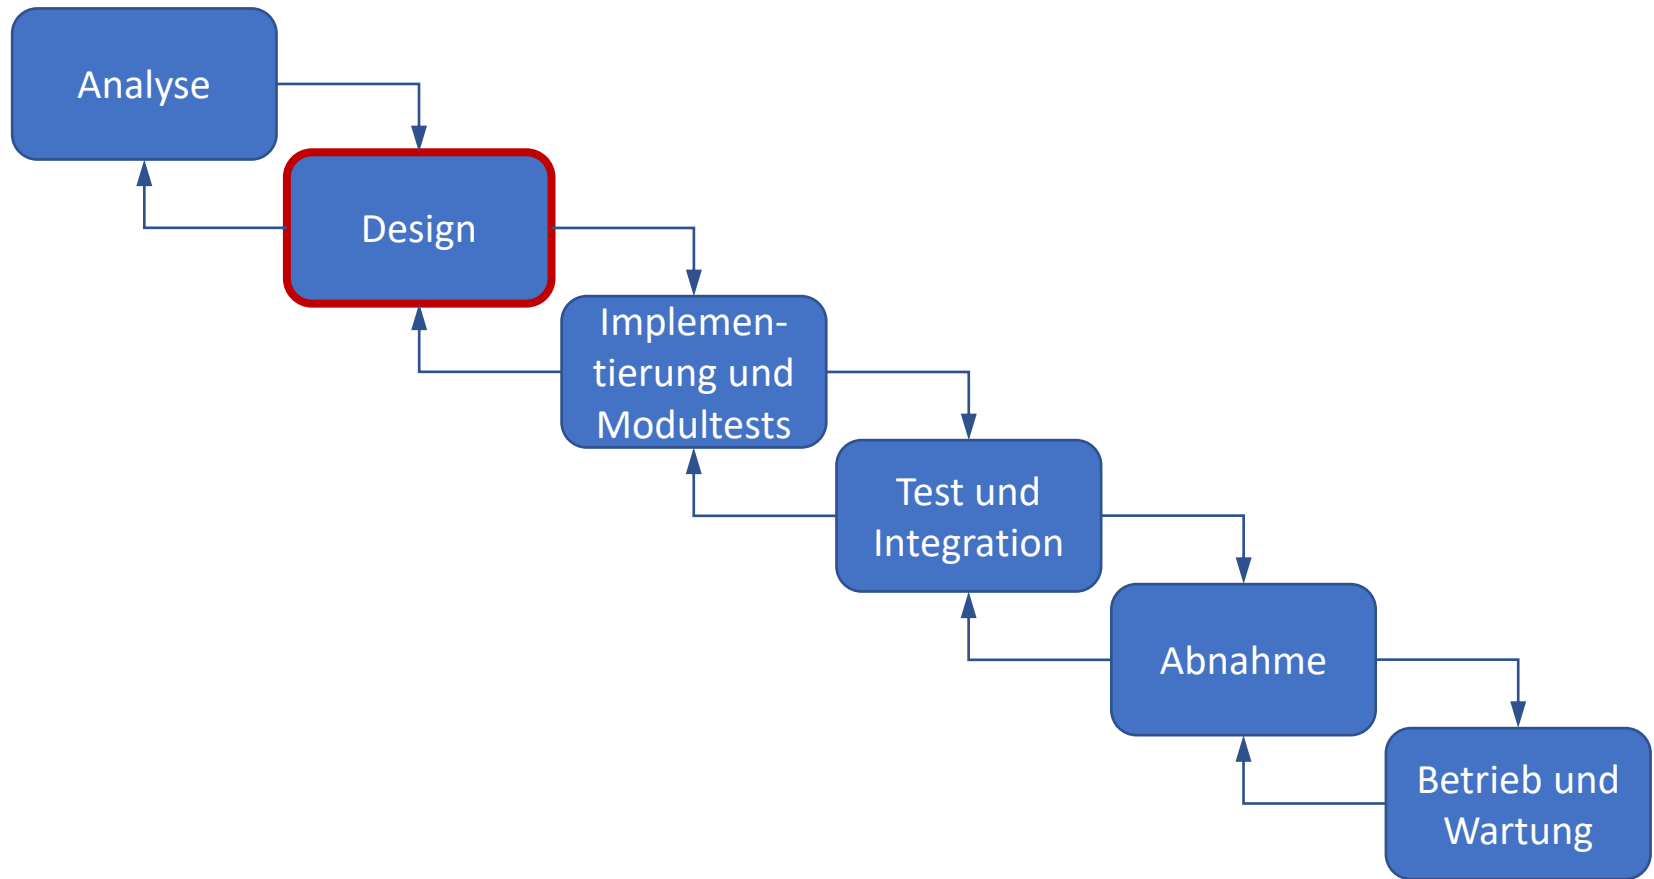 Analyse
Design
Implemen-
tierung und
Modultests
Test und
Integration
Abnahme
Betrieb und
Wartung